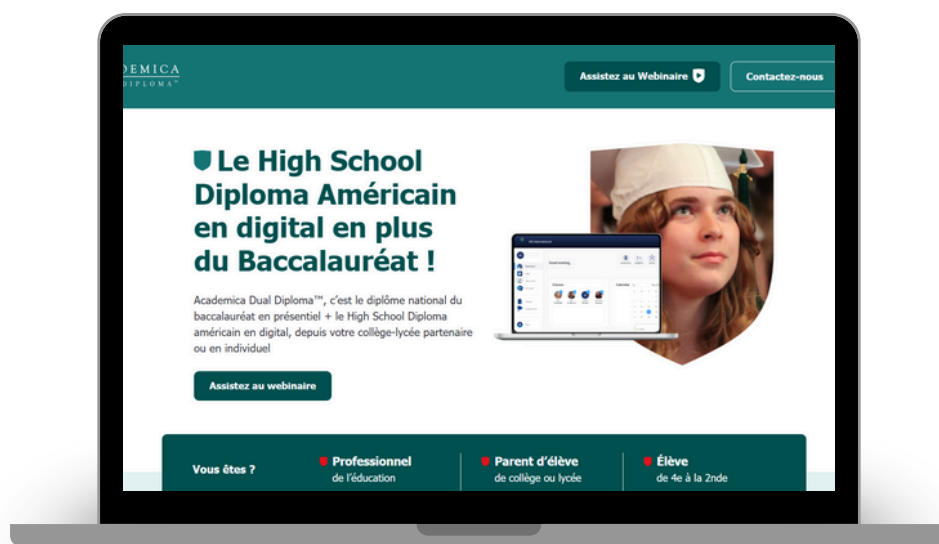 DEMICA
DIPLOMA™
Assistez au Webinaire
Contactez-nous
Le High School
Diploma Américain
en digital en plus
du Baccalauréat !
Academica Dual Diploma™, c'est le diplôme national du
baccalauréat en présentiel + le High School Diploma
américain en digital, depuis votre collège-lycée partenaire
ou en individuel
Assistez au webinaire
Vous êtes ?
Professionnel
de l'éducation
Parent d'élève
de collège ou lycée
Élève
de 4e à la 2nde